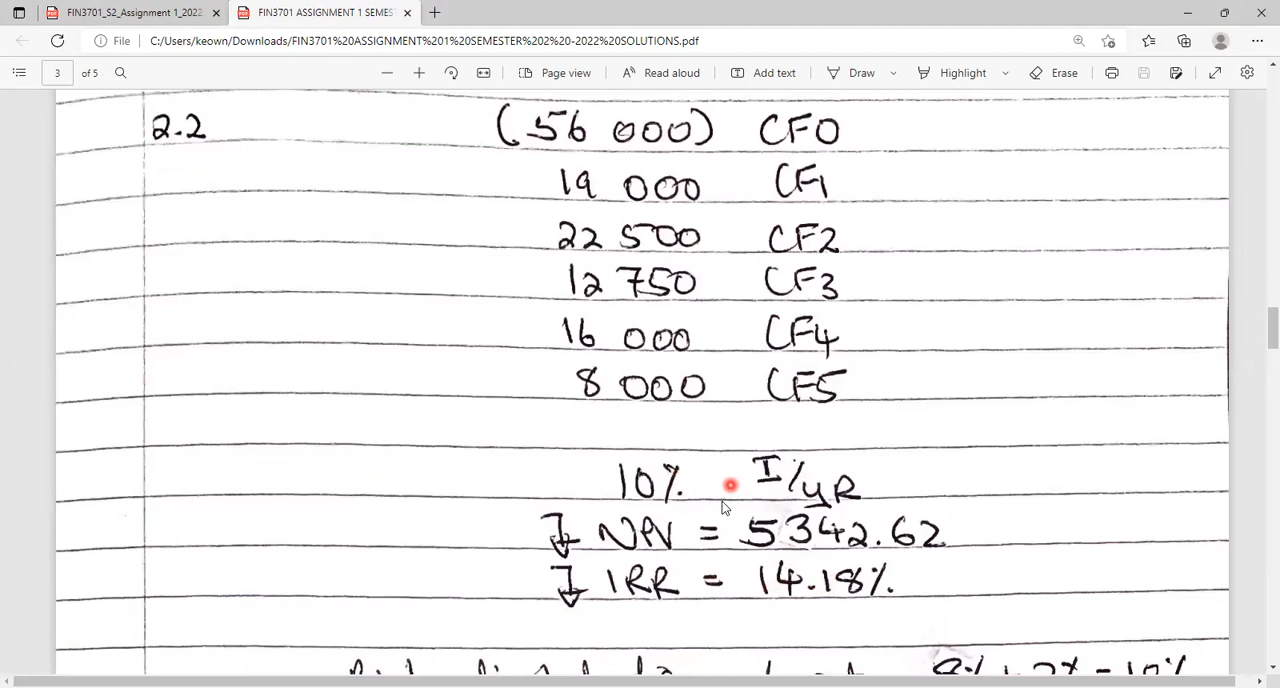 FIN3701_S2_Assignment 1_2022
FIN3701 ASSIGNMENT 1 SEMES
File C:/Users/keown/Downloads/FIN3701%20ASSIGNMENT%201%20SEMESTER%202%20-2022%20SOLUTIONS.pdf
3 of 5 Page view Read aloud Add text Draw Highlight Erase
2.2 (56 000) CF0
19 000 CF1
22 500 CF2
12 750 CF3
16 000 CF4
8 000 CF5
10% I/YR
NPV = 5342.62
IRR = 14.18%